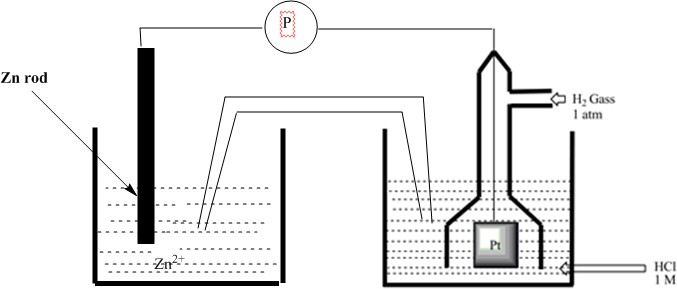 P
Zn rod
H₂ Gass
1 atm
Zn²⁺
Pt
HCl
1 M